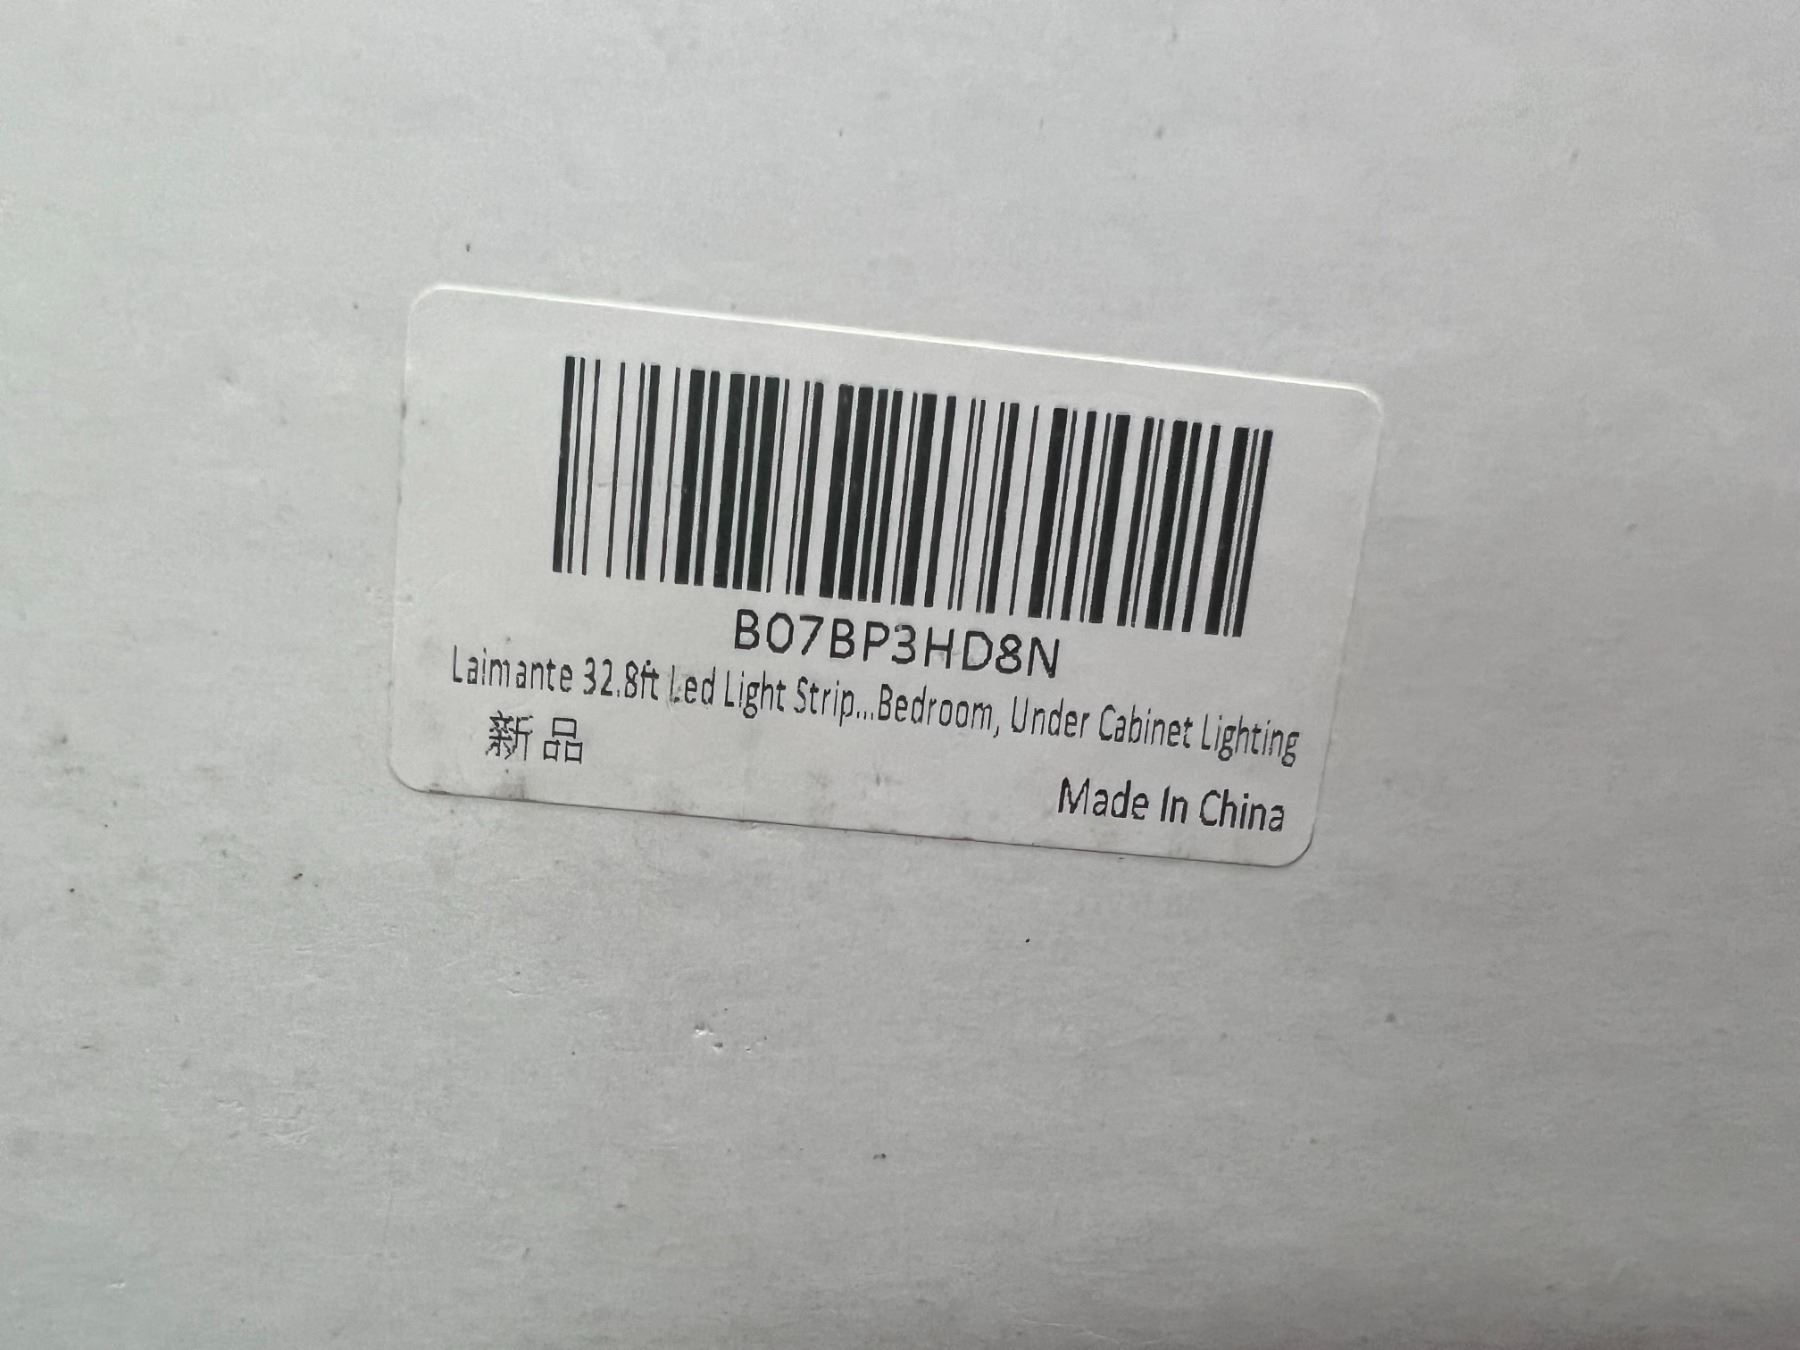 B07BP3HD8N
Laimante 32.8ft Led Light Strip...Bedroom, Under Cabinet Lighting
新品
Made In China